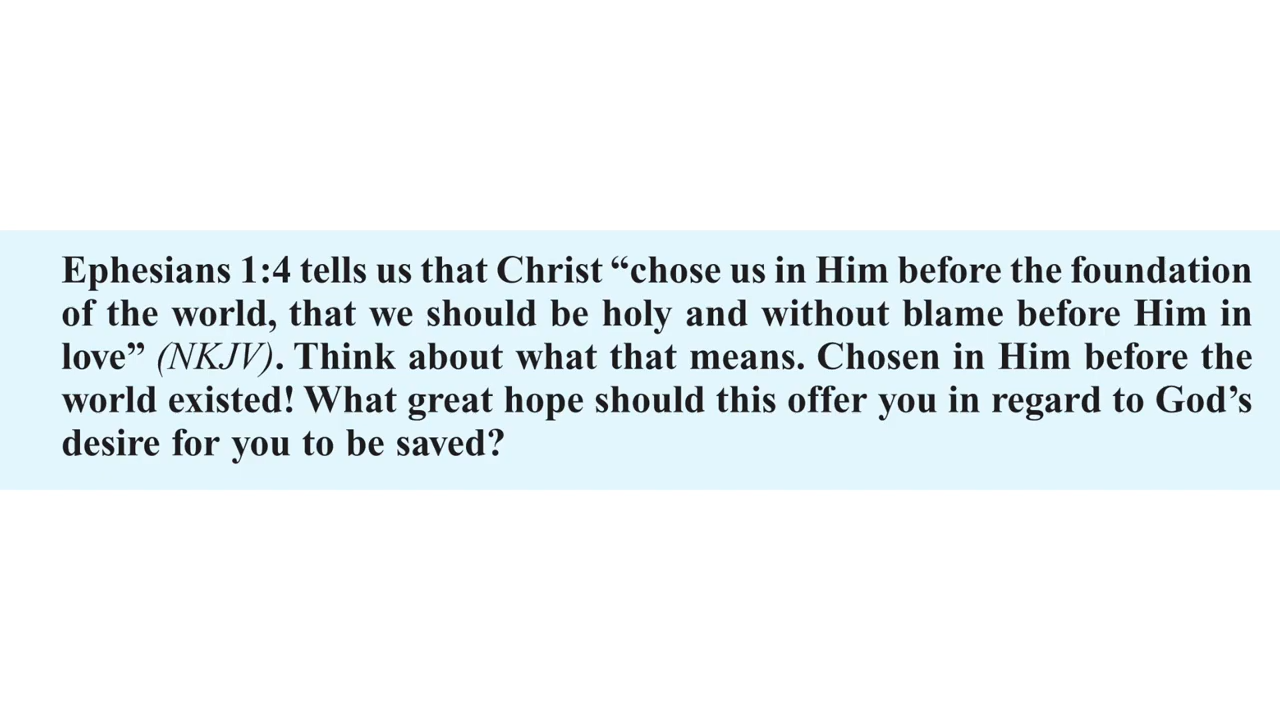 Ephesians 1:4 tells us that Christ “chose us in Him before the foundation
of the world, that we should be holy and without blame before Him in
love” (NKJV). Think about what that means. Chosen in Him before the
world existed! What great hope should this offer you in regard to God’s
desire for you to be saved?